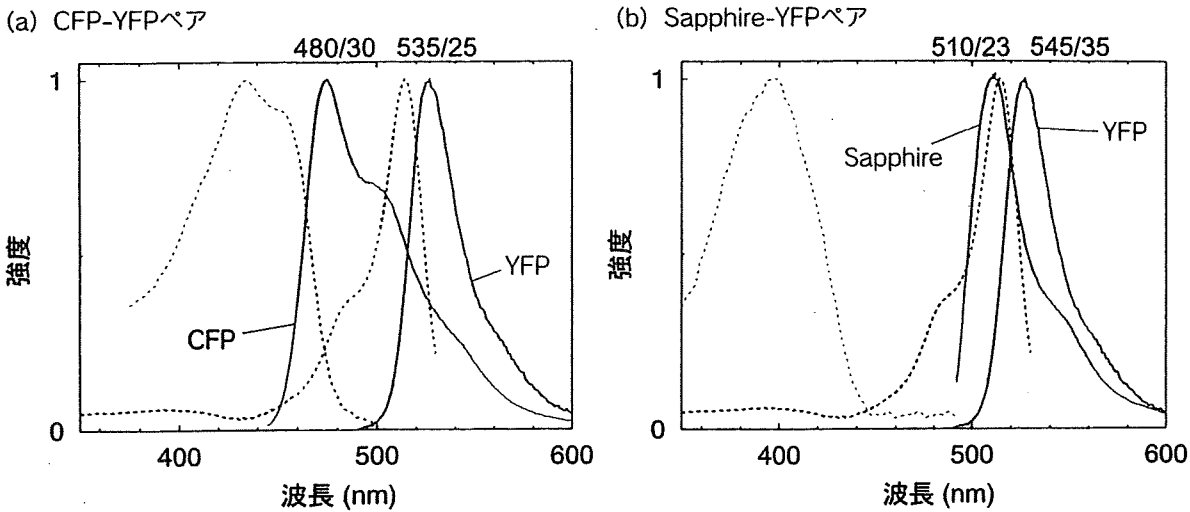 (a) CFP-YFPペア
480/30 535/25
1
0
強度
CFP
YFP
400 500 600
波長 (nm)
(b) Sapphire-YFPペア
510/23 545/35
1
0
強度
Sapphire
YFP
400 500 600
波長 (nm)